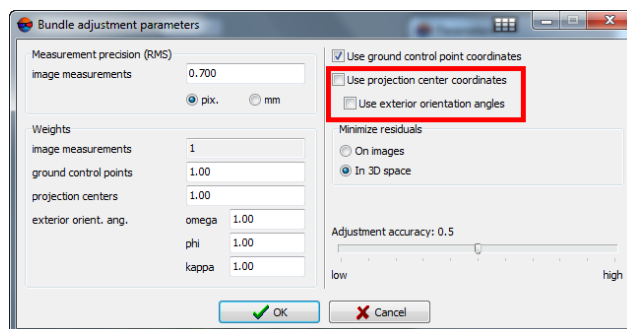 Bundle adjustment parameters
Measurement precision (RMS)
image measurements 0.700
pix. mm
Weights
image measurements 1
ground control points 1.00
projection centers 1.00
exterior orient. ang. omega 1.00
phi 1.00
kappa 1.00
Use ground control point coordinates
Use projection center coordinates
Use exterior orientation angles
Minimize residuals
On images
In 3D space
Adjustment accuracy: 0.5
low high
OK Cancel